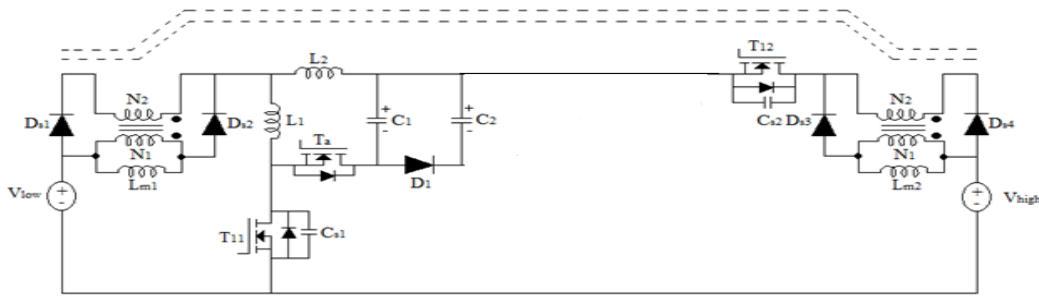 T12
L2
N2
Ds1
Ds2
L1
C1
C2
Cs2
Ds3
N2
Ds4
Ta
N1
N1
D1
Lm1
Lm2
Vlow
+
-
+
-
+
-
+
-
Vhigh
T11
Cs1